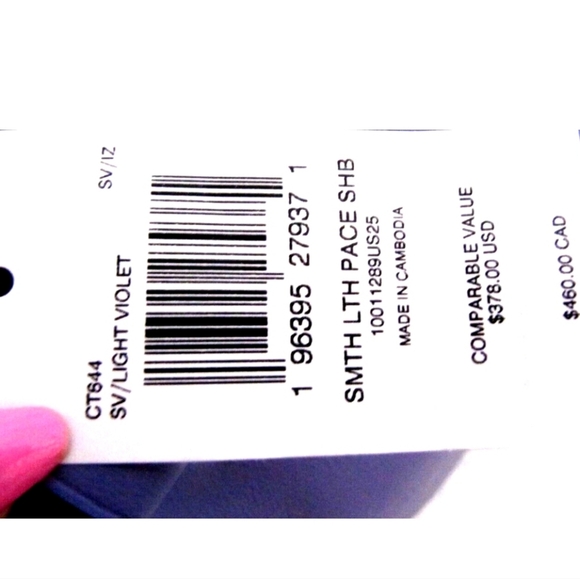 CT644
SV/LIGHT VIOLET
SV/IZ
1 96395 27937 1
SMTH LTH PACE SHB
10011289US25
MADE IN CAMBODIA
COMPARABLE VALUE
$378.00 USD
$460.00 CAD